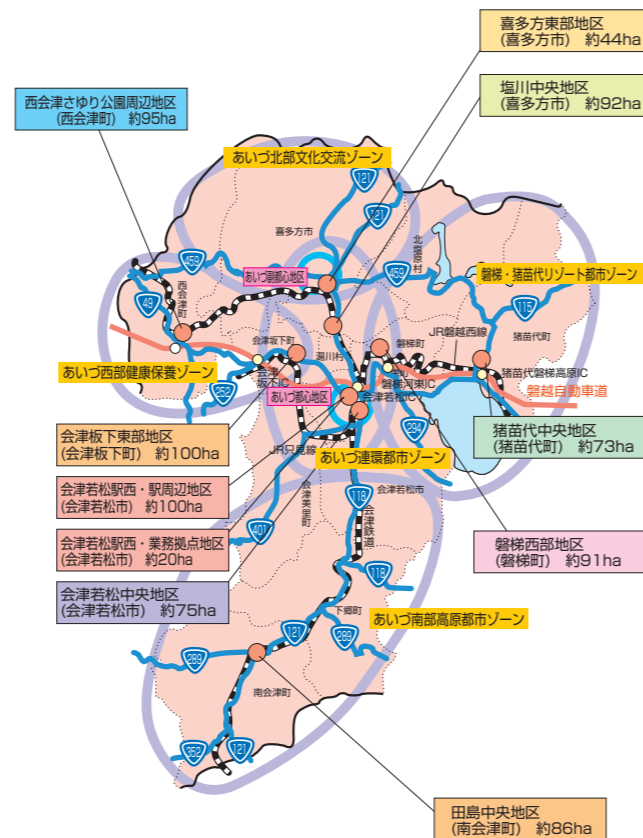 喜多方東部地区
(喜多方市) 約44ha
塩川中央地区
(喜多方市) 約92ha
西会津さゆり公園周辺地区
(西会津町) 約95ha
あいづ北部文化交流ゾーン
121
121
喜多方市
北塩原村
459
あいづ副都心地区
459
磐梯・猪苗代リゾート都市ゾーン
49
西会津町
115
JR磐越西線
猪苗代町
会津坂下町
湯川村
磐梯町
あいづ西部健康保養ゾーン
会津
坂下IC
磐梯河東IC
猪苗代磐梯高原IC
252
あいづ都心地区
会津若松IC
磐越自動車道
会津板下東部地区
(会津板下町) 約100ha
JR只見線
294
あいづ連環都市ゾーン
猪苗代中央地区
(猪苗代町) 約73ha
会津若松駅西・駅周辺地区
(会津若松市) 約100ha
会津美里町
118
会津若松市
401
会津鉄道
会津若松駅西・業務拠点地区
(会津若松市) 約20ha
磐梯西部地区
(磐梯町) 約91ha
会津若松中央地区
(会津若松市) 約75ha
118
下郷町
あいづ南部高原都市ゾーン
121
289
289
南会津町
352
121
田島中央地区
(南会津町) 約86ha